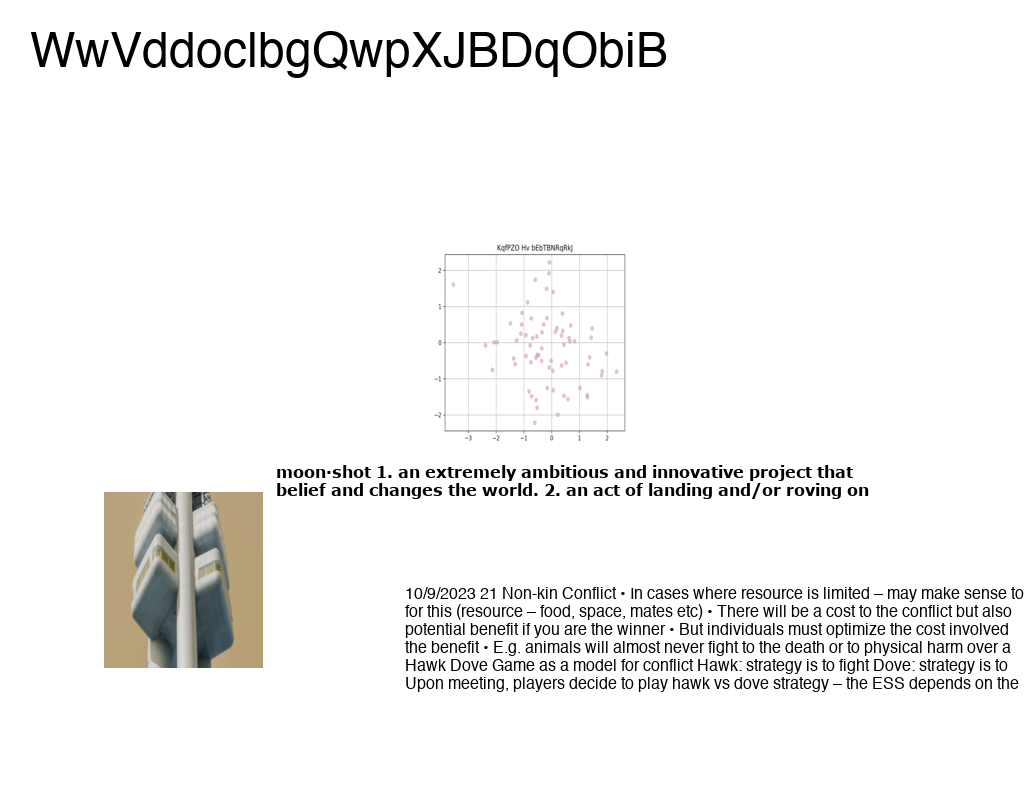 WwVddoclbgQwpXJBDqObiB
KqfPZO Hv bEbTBNRqRkJ
2
1
0
−1
−2
−3 −2 −1 0 1 2
moon·shot 1. an extremely ambitious and innovative project that
belief and changes the world. 2. an act of landing and/or roving on
10/9/2023 21 Non-kin Conflict • In cases where resource is limited – may make sense to
for this (resource – food, space, mates etc) • There will be a cost to the conflict but also
potential benefit if you are the winner • But individuals must optimize the cost involved
the benefit • E.g. animals will almost never fight to the death or to physical harm over a
Hawk Dove Game as a model for conflict Hawk: strategy is to fight Dove: strategy is to
Upon meeting, players decide to play hawk vs dove strategy – the ESS depends on the